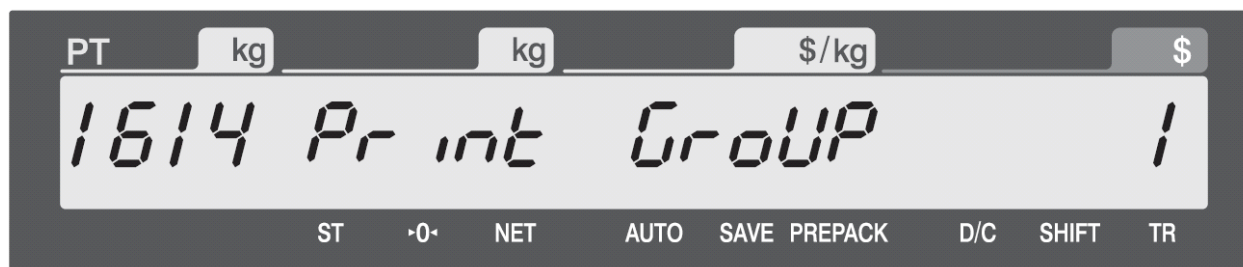 PT kg kg $/kg $
1614 Print GroUP 1
ST ▸0◂ NET AUTO SAVE PREPACK D/C SHIFT TR